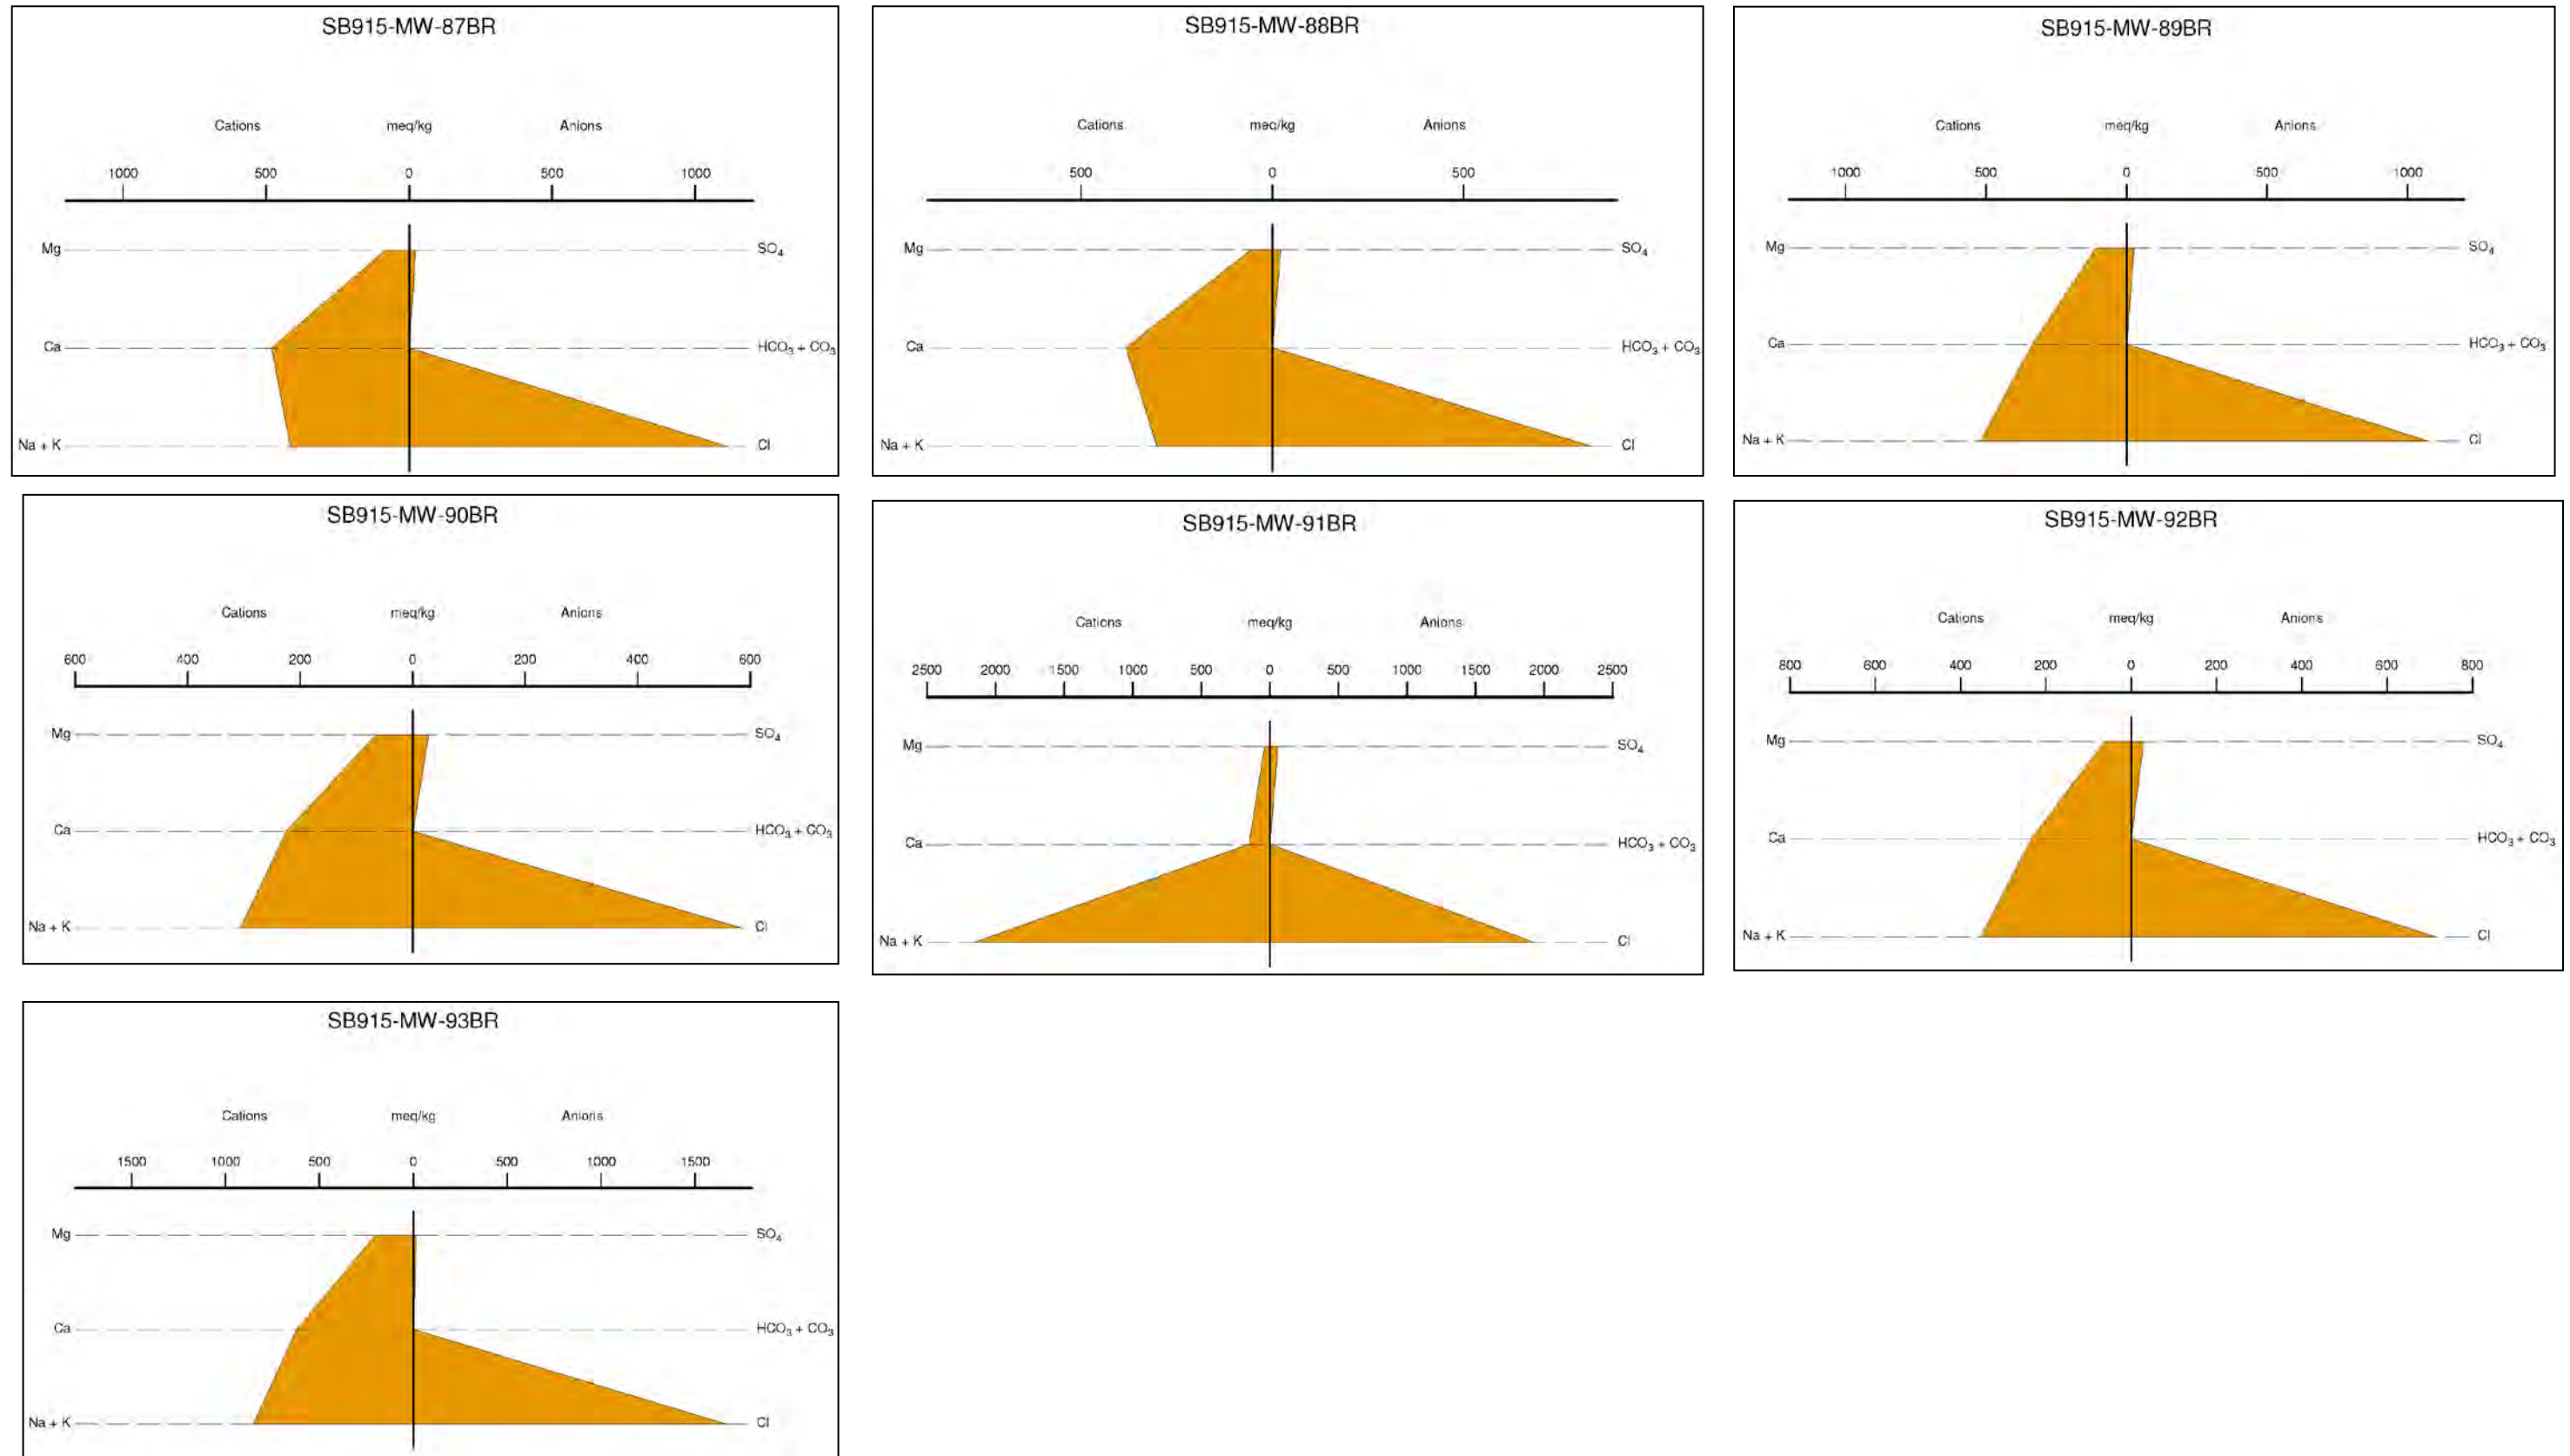 SB915-MW-87BR
Cations meq/kg Anions
1000 500 0 500 1000
Mg SO₄
Ca HCO₃ + CO₃
Na + K Cl
SB915-MW-88BR
Cations meq/kg Anions
500 0 500
Mg SO₄
Ca HCO₃ + CO₃
Na + K Cl
SB915-MW-89BR
Cations meq/kg Anions
1000 500 0 500 1000
Mg SO₄
Ca HCO₃ + CO₃
Na + K Cl
SB915-MW-90BR
Cations meq/kg Anions
600 400 200 0 200 400 600
Mg SO₄
Ca HCO₃ + CO₃
Na + K Cl
SB915-MW-91BR
Cations meq/kg Anions
2500 2000 1500 1000 500 0 500 1000 1500 2000 2500
Mg SO₄
Ca HCO₃ + CO₃
Na + K Cl
SB915-MW-92BR
Cations meq/kg Anions
800 600 400 200 0 200 400 600 800
Mg SO₄
Ca HCO₃ + CO₃
Na + K Cl
SB915-MW-93BR
Cations meq/kg Anions
1500 1000 500 0 500 1000 1500
Mg SO₄
Ca HCO₃ + CO₃
Na + K Cl